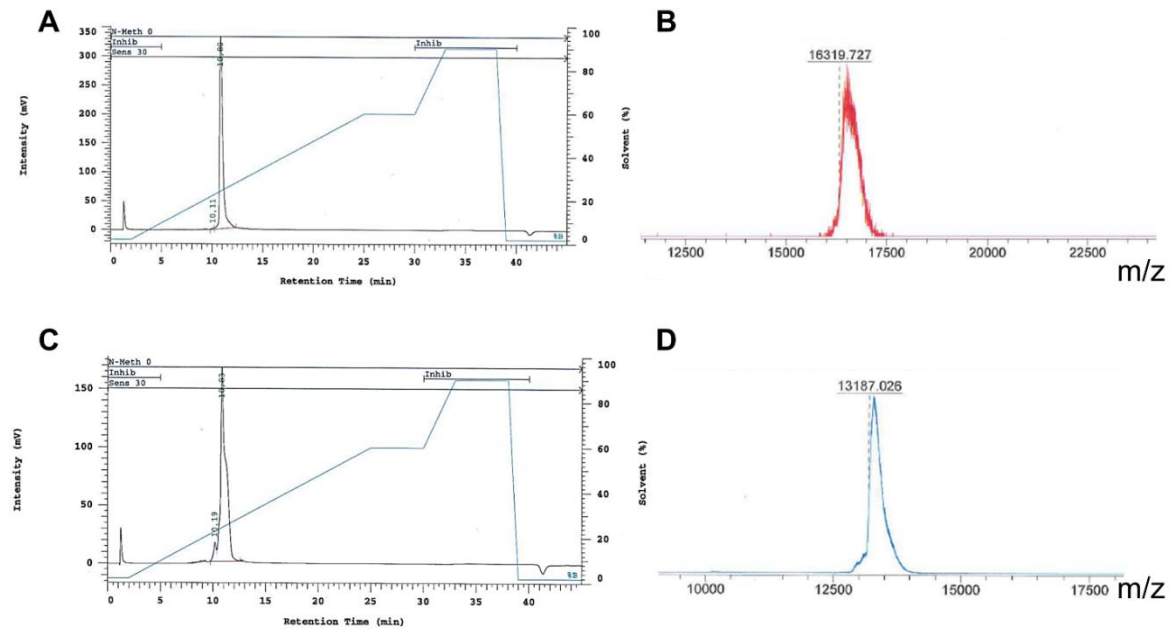 A
N-Meth 0
Inhib
Sens 30
Inhib
10.11
350
300
250
200
150
100
50
0
Intensity (mV)
100
80
60
40
20
0
Solvent (%)
%B
0 5 10 15 20 25 30 35 40
Retention Time (min)
B
16319.727
12500 15000 17500 20000 22500
m/z
C
N-Meth 0
Inhib
Sens 30
Inhib
10.19
10.83
150
100
50
0
Intensity (mV)
100
80
60
40
20
0
Solvent (%)
%B
0 5 10 15 20 25 30 35 40
Retention Time (min)
D
13187.026
10000 12500 15000 17500
m/z